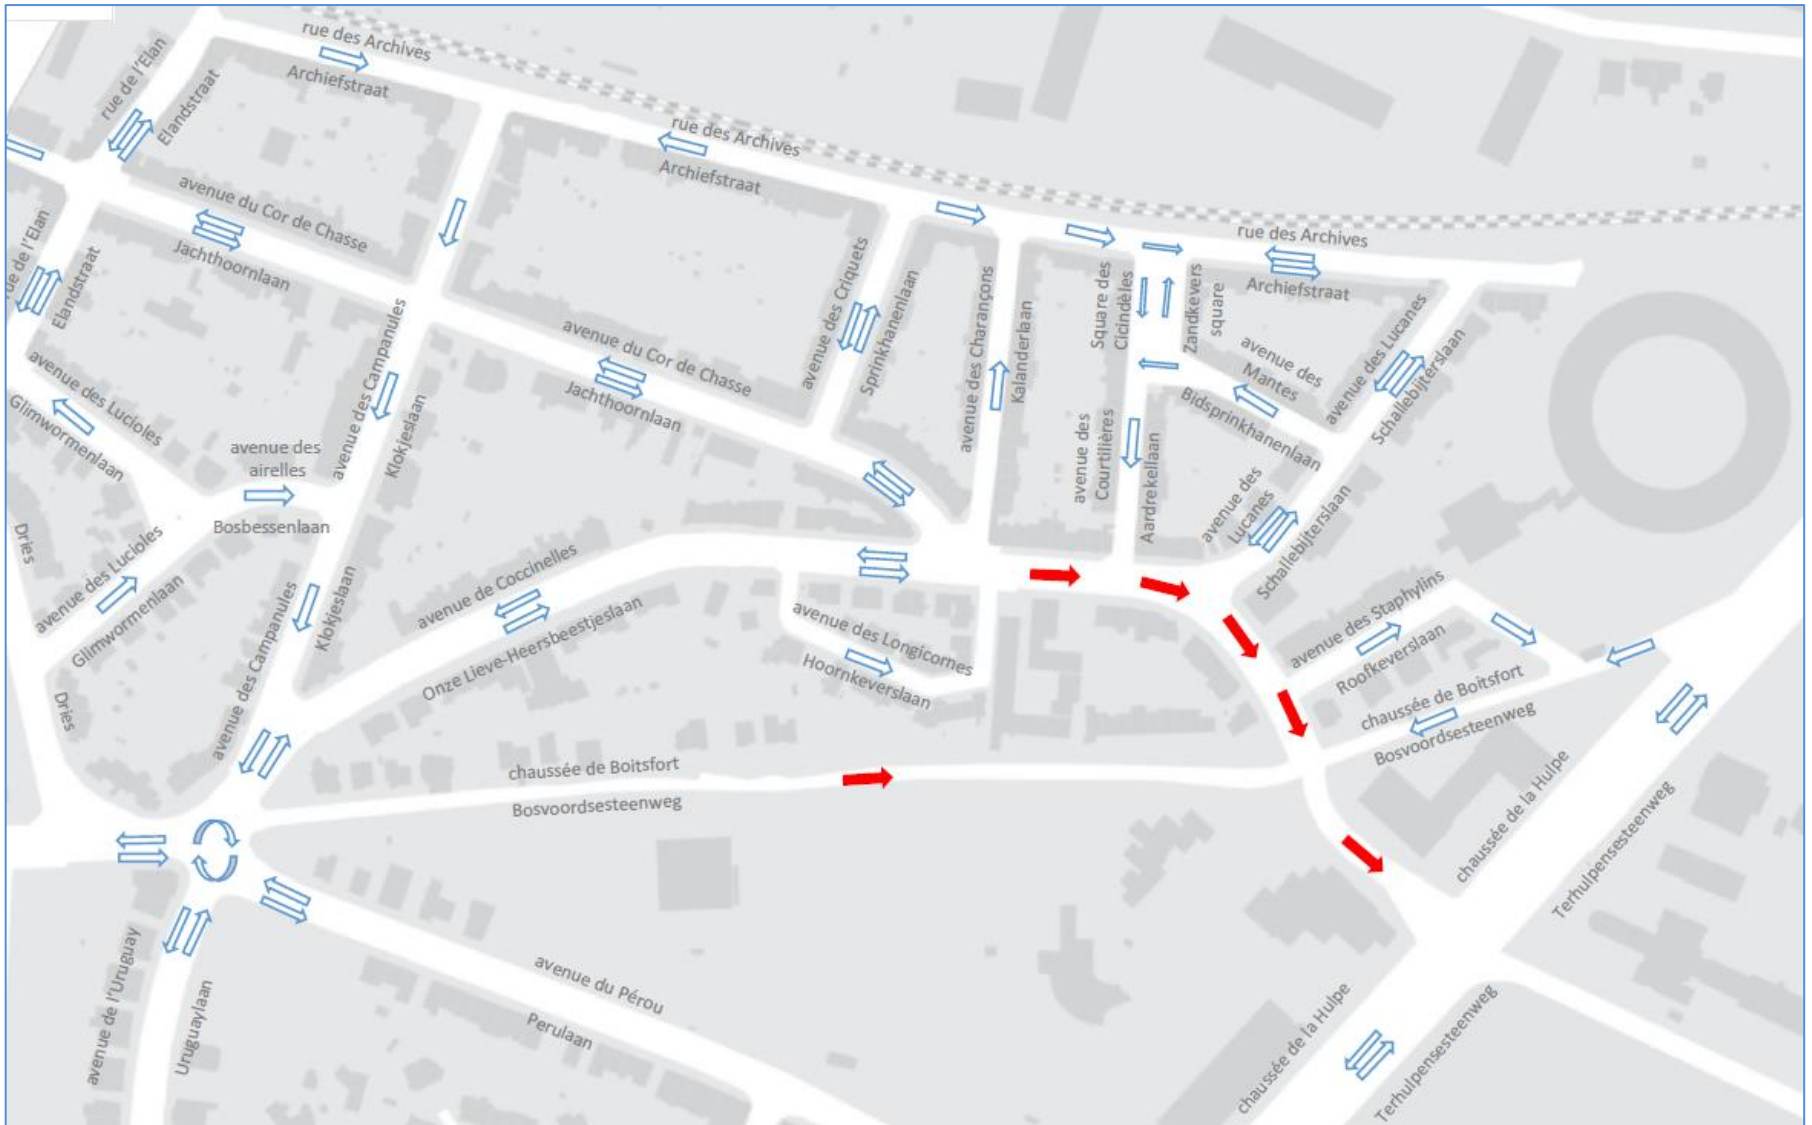 rue des Archives
Archiefstraat
rue de l'Elan
Elandstraat
rue des Archives
Archiefstraat
avenue du Cor de Chasse
Jachthoornlaan
rue de l'Elan
Elandstraat
rue des Archives
Archiefstraat
Square des
Cicindèles
Zandkevers
square
avenue des Criquets
Sprinkhanenlaan
avenue des Charançons
Kalanderlaan
avenue des Campanules
Klokjeslaan
avenue du Cor de Chasse
Jachthoornlaan
avenue des
Mantes
Bidsprinkhanenlaan
avenue des Lucanes
Schallebijterslaan
avenue des Lucioles
Glimwormenlaan
avenue des
airelles
Bosbessenlaan
avenue des
Courtilières
Aardrekellaan
avenue des
Lucanes
Schallebijterslaan
Dries
avenue des Lucioles
Glimwormenlaan
avenue des Campanules
Klokjeslaan
avenue de Coccinelles
Onze Lieve-Heersbeestjeslaan
avenue des Longicornes
Hoornkeverslaan
avenue des Staphylins
Roofkeverslaan
Dries
chaussée de Boitsfort
Bosvoordsesteenweg
chaussée de Boitsfort
Bosvoordsesteenweg
chaussée de la Hulpe
Terhulpensesteenweg
avenue de l'Uruguay
Uruguaylaan
avenue du Pérou
Perulaan
chaussée de la Hulpe
Terhulpensesteenweg